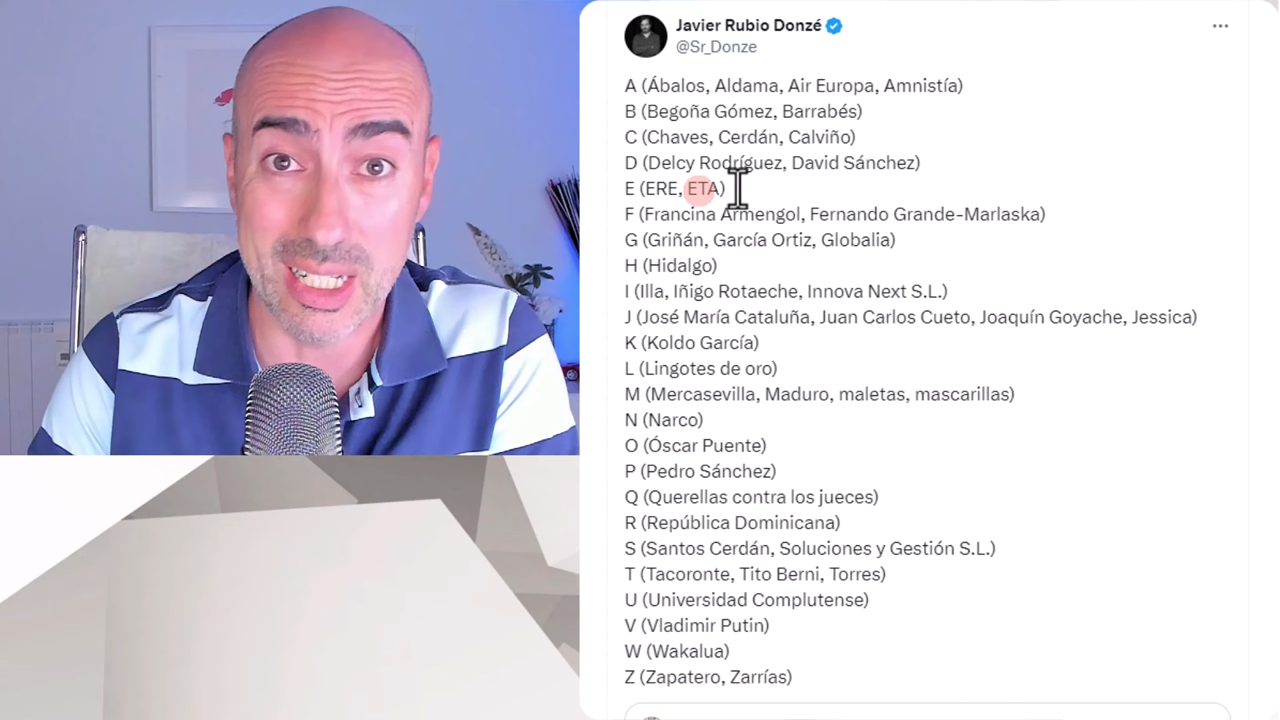 Javier Rubio Donzé
@Sr_Donze
A (Ábalos, Aldama, Air Europa, Amnistía)
B (Begoña Gómez, Barrabés)
C (Chaves, Cerdán, Calviño)
D (Delcy Rodríguez, David Sánchez)
E (ERE, ETA)
F (Francina Armengol, Fernando Grande-Marlaska)
G (Griñán, García Ortiz, Globalia)
H (Hidalgo)
I (Illa, Iñigo Rotaeche, Innova Next S.L.)
J (José María Cataluña, Juan Carlos Cueto, Joaquín Goyache, Jessica)
K (Koldo García)
L (Lingotes de oro)
M (Mercasevilla, Maduro, maletas, mascarillas)
N (Narco)
O (Óscar Puente)
P (Pedro Sánchez)
Q (Querellas contra los jueces)
R (República Dominicana)
S (Santos Cerdán, Soluciones y Gestión S.L.)
T (Tacoronte, Tito Berni, Torres)
U (Universidad Complutense)
V (Vladimir Putin)
W (Wakalua)
Z (Zapatero, Zarrías)